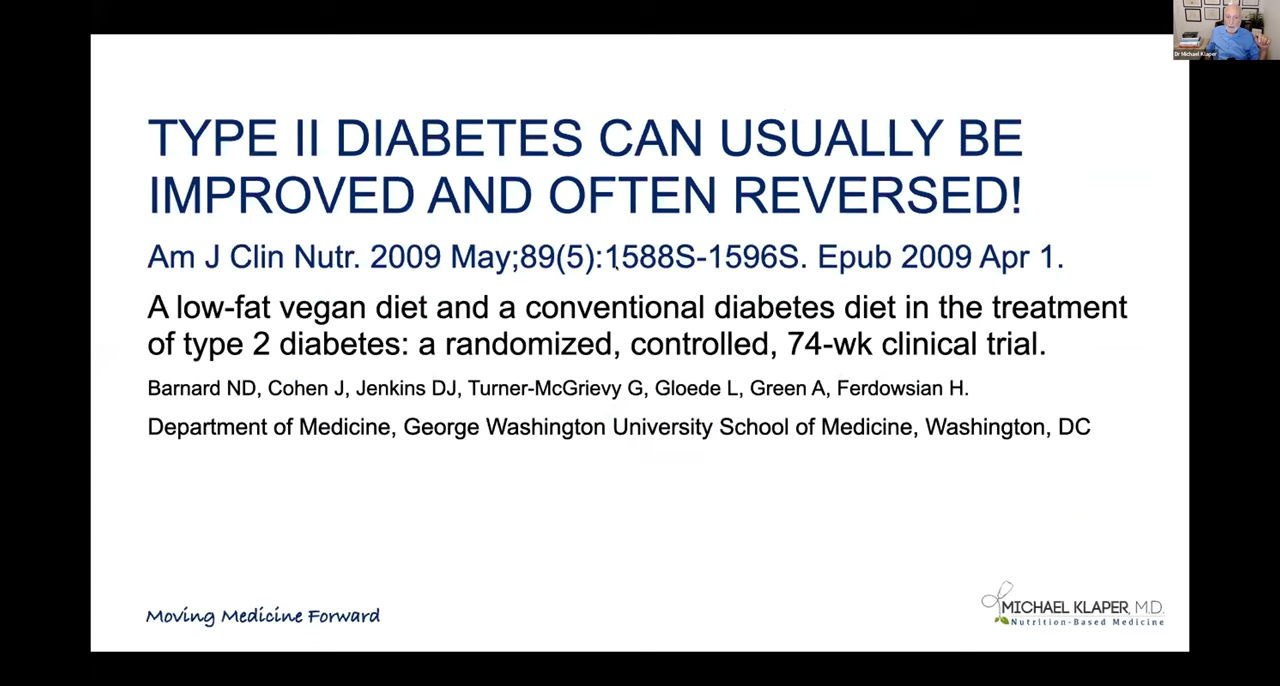 Dr Michael Klaper
TYPE II DIABETES CAN USUALLY BE
IMPROVED AND OFTEN REVERSED!
Am J Clin Nutr. 2009 May;89(5):1588S-1596S. Epub 2009 Apr 1.
A low-fat vegan diet and a conventional diabetes diet in the treatment
of type 2 diabetes: a randomized, controlled, 74-wk clinical trial.
Barnard ND, Cohen J, Jenkins DJ, Turner-McGrievy G, Gloede L, Green A, Ferdowsian H.
Department of Medicine, George Washington University School of Medicine, Washington, DC
Moving Medicine Forward
MICHAEL KLAPER, M.D.
Nutrition-Based Medicine